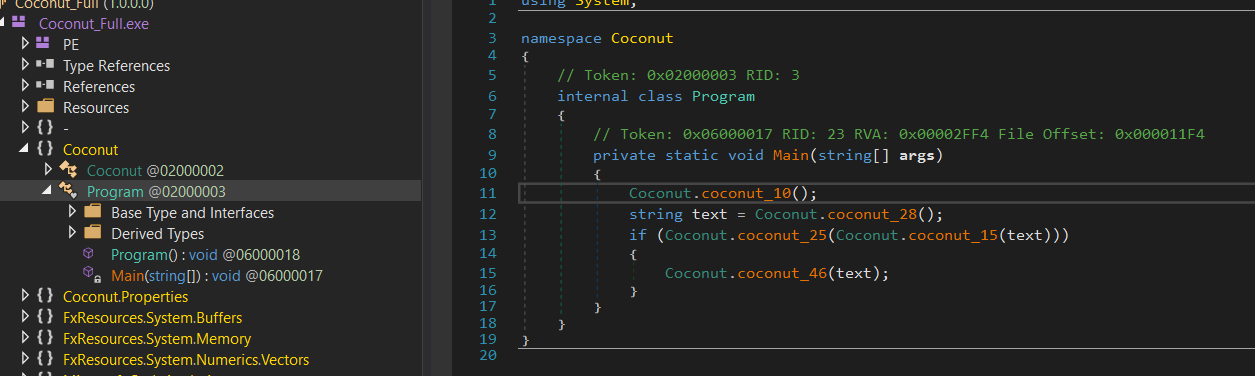 Coconut_Full (1.0.0.0)
Coconut_Full.exe
PE
Type References
References
Resources
{ } -
{ } Coconut
Coconut @02000002
Program @02000003
Base Type and Interfaces
Derived Types
Program() : void @06000018
Main(string[]) : void @06000017
{ } Coconut.Properties
{ } FxResources.System.Buffers
{ } FxResources.System.Memory
{ } FxResources.System.Numerics.Vectors
1 using System;
2
3 namespace Coconut
4 {
5 // Token: 0x02000003 RID: 3
6 internal class Program
7 {
8 // Token: 0x06000017 RID: 23 RVA: 0x00002FF4 File Offset: 0x000011F4
9 private static void Main(string[] args)
10 {
11 Coconut.coconut_10();
12 string text = Coconut.coconut_28();
13 if (Coconut.coconut_25(Coconut.coconut_15(text)))
14 {
15 Coconut.coconut_46(text);
16 }
17 }
18 }
19 }
20